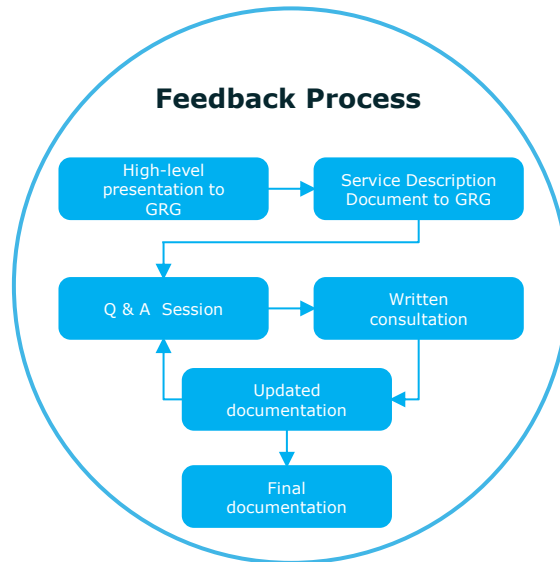 Feedback Process
High-level
presentation to
GRG
Service Description
Document to GRG
Q & A  Session
Written
consultation
Updated
documentation
Final
documentation